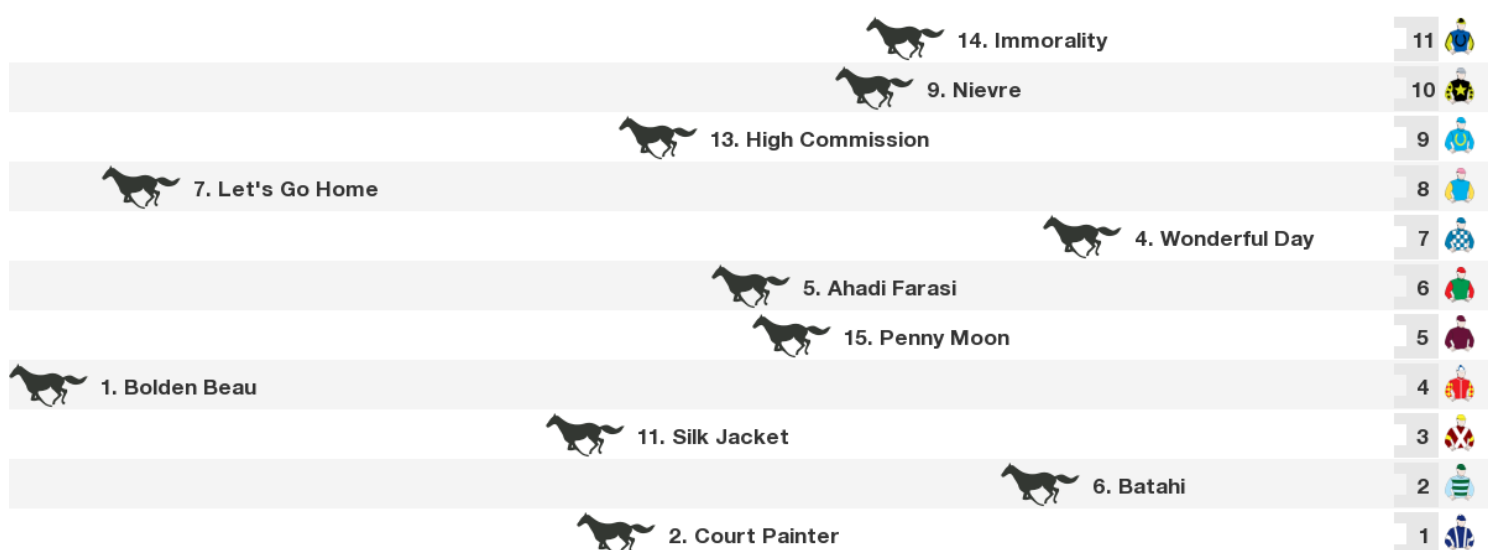 14. Immorality 11
9. Nievre 10
13. High Commission 9
7. Let's Go Home 8
4. Wonderful Day 7
5. Ahadi Farasi 6
15. Penny Moon 5
1. Bolden Beau 4
11. Silk Jacket 3
6. Batahi 2
2. Court Painter 1